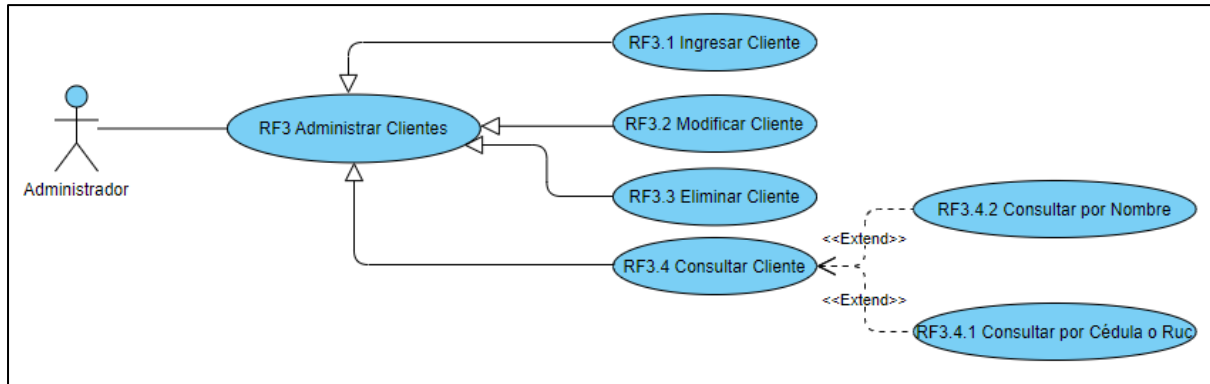 RF3.1 Ingresar Cliente
RF3 Administrar Clientes
RF3.2 Modificar Cliente
Administrador
RF3.3 Eliminar Cliente
RF3.4.2 Consultar por Nombre
<<Extend>>
RF3.4 Consultar Cliente
<<Extend>>
RF3.4.1 Consultar por Cédula o Ruc